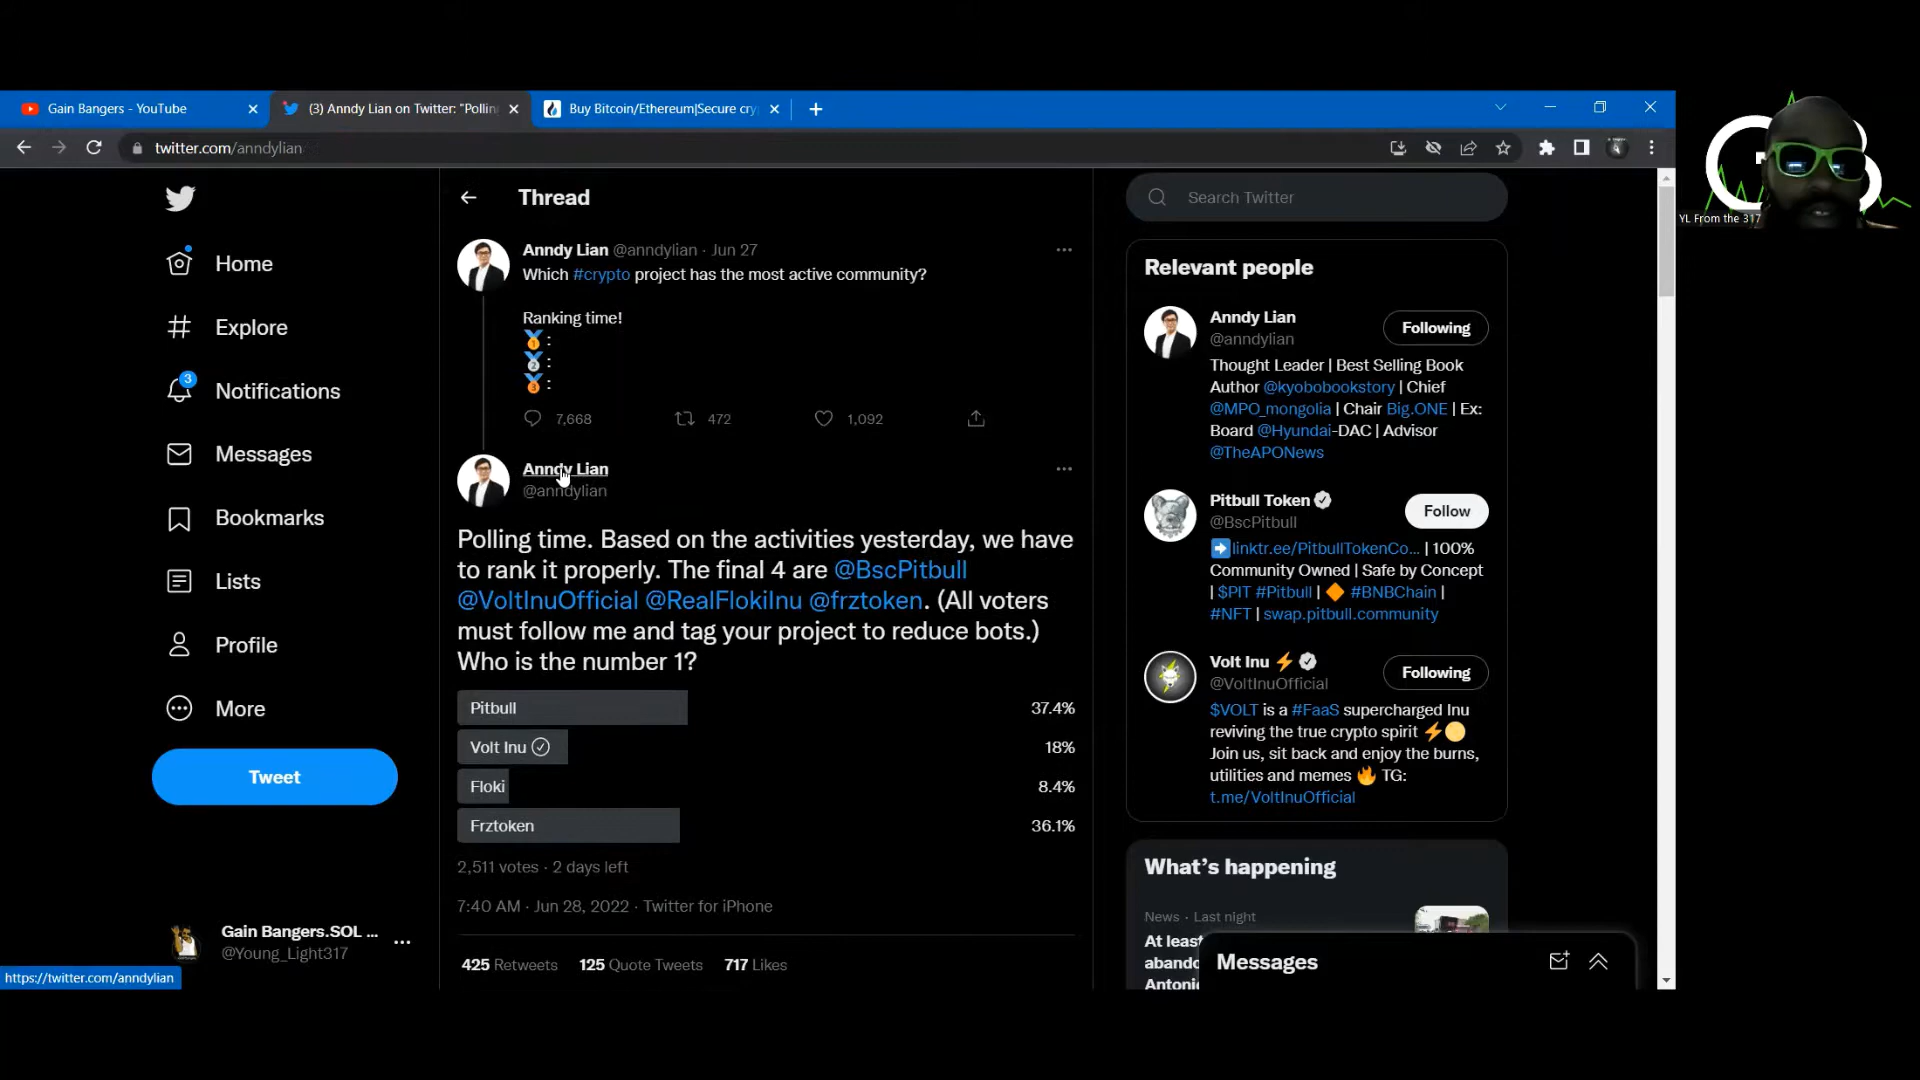 Gain Bangers - YouTube
(3) Anndy Lian on Twitter: "Pollin
Buy Bitcoin/Ethereum|Secure cry
twitter.com/anndylian
YL From the 317
Home
Explore
3
Notifications
Messages
Bookmarks
Lists
Profile
More
Tweet
Gain Bangers.SOL ...
@Young_Light317
https://twitter.com/anndylian
Thread
Anndy Lian @anndylian · Jun 27
Which #crypto project has the most active community?
Ranking time!
🥇:
🥈:
🥉:
7,668 472 1,092
Anndy Lian
@anndylian
Polling time. Based on the activities yesterday, we have
to rank it properly. The final 4 are @BscPitbull
@VoltInuOfficial @RealFlokiInu @frztoken. (All voters
must follow me and tag your project to reduce bots.)
Who is the number 1?
Pitbull 37.4%
Volt Inu 18%
Floki 8.4%
Frztoken 36.1%
2,511 votes · 2 days left
7:40 AM · Jun 28, 2022 · Twitter for iPhone
425 Retweets 125 Quote Tweets 717 Likes
Search Twitter
Relevant people
Anndy Lian
@anndylian
Following
Thought Leader | Best Selling Book
Author @kyobobookstory | Chief
@MPO_mongolia | Chair Big.ONE | Ex:
Board @Hyundai-DAC | Advisor
@TheAPONews
Pitbull Token
@BscPitbull
Follow
➡️linktr.ee/PitbullTokenCo... | 100%
Community Owned | Safe by Concept
| $PIT #Pitbull | 🔶 #BNBChain |
#NFT | swap.pitbull.community
Volt Inu ⚡
@VoltInuOfficial
Following
$VOLT is a #FaaS supercharged Inu
reviving the true crypto spirit ⚡🟡
Join us, sit back and enjoy the burns,
utilities and memes 🔥 TG:
t.me/VoltInuOfficial
What's happening
News · Last night
At least
abando
Antoni
Messages